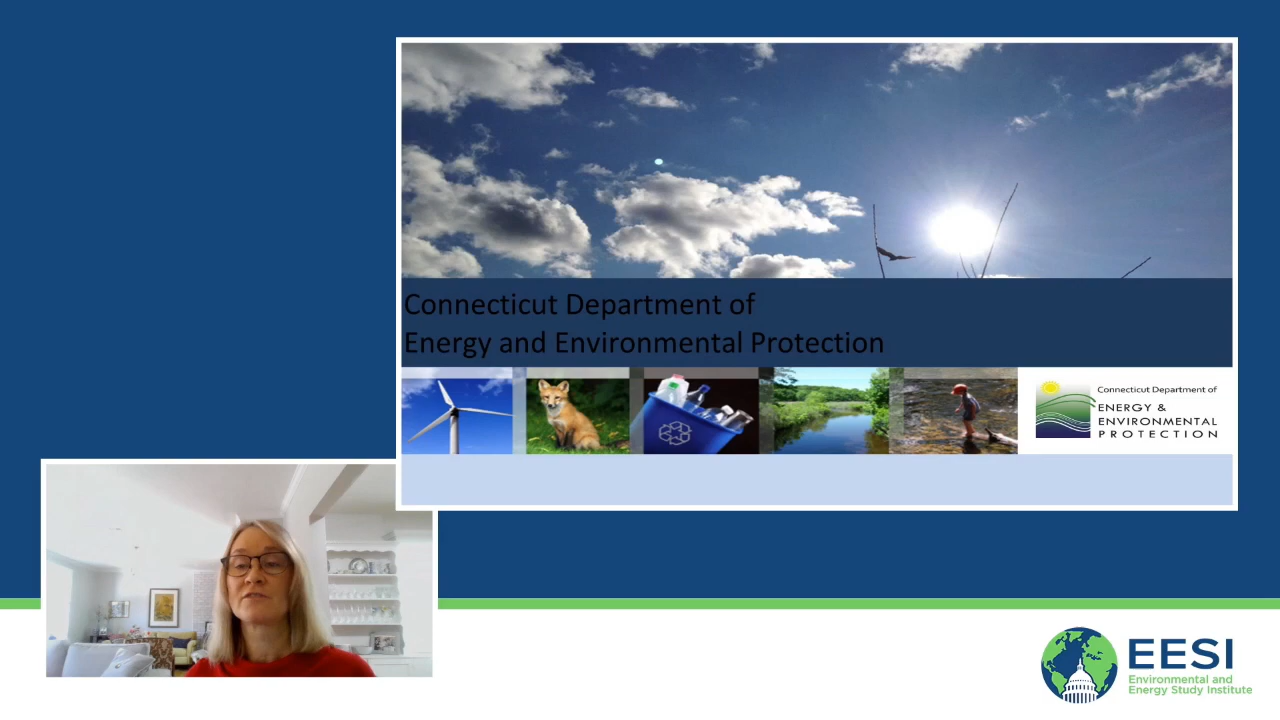 Connecticut Department of
Energy and Environmental Protection
Connecticut Department of
ENERGY &
ENVIRONMENTAL
PROTECTION
EESI
Environmental and
Energy Study Institute